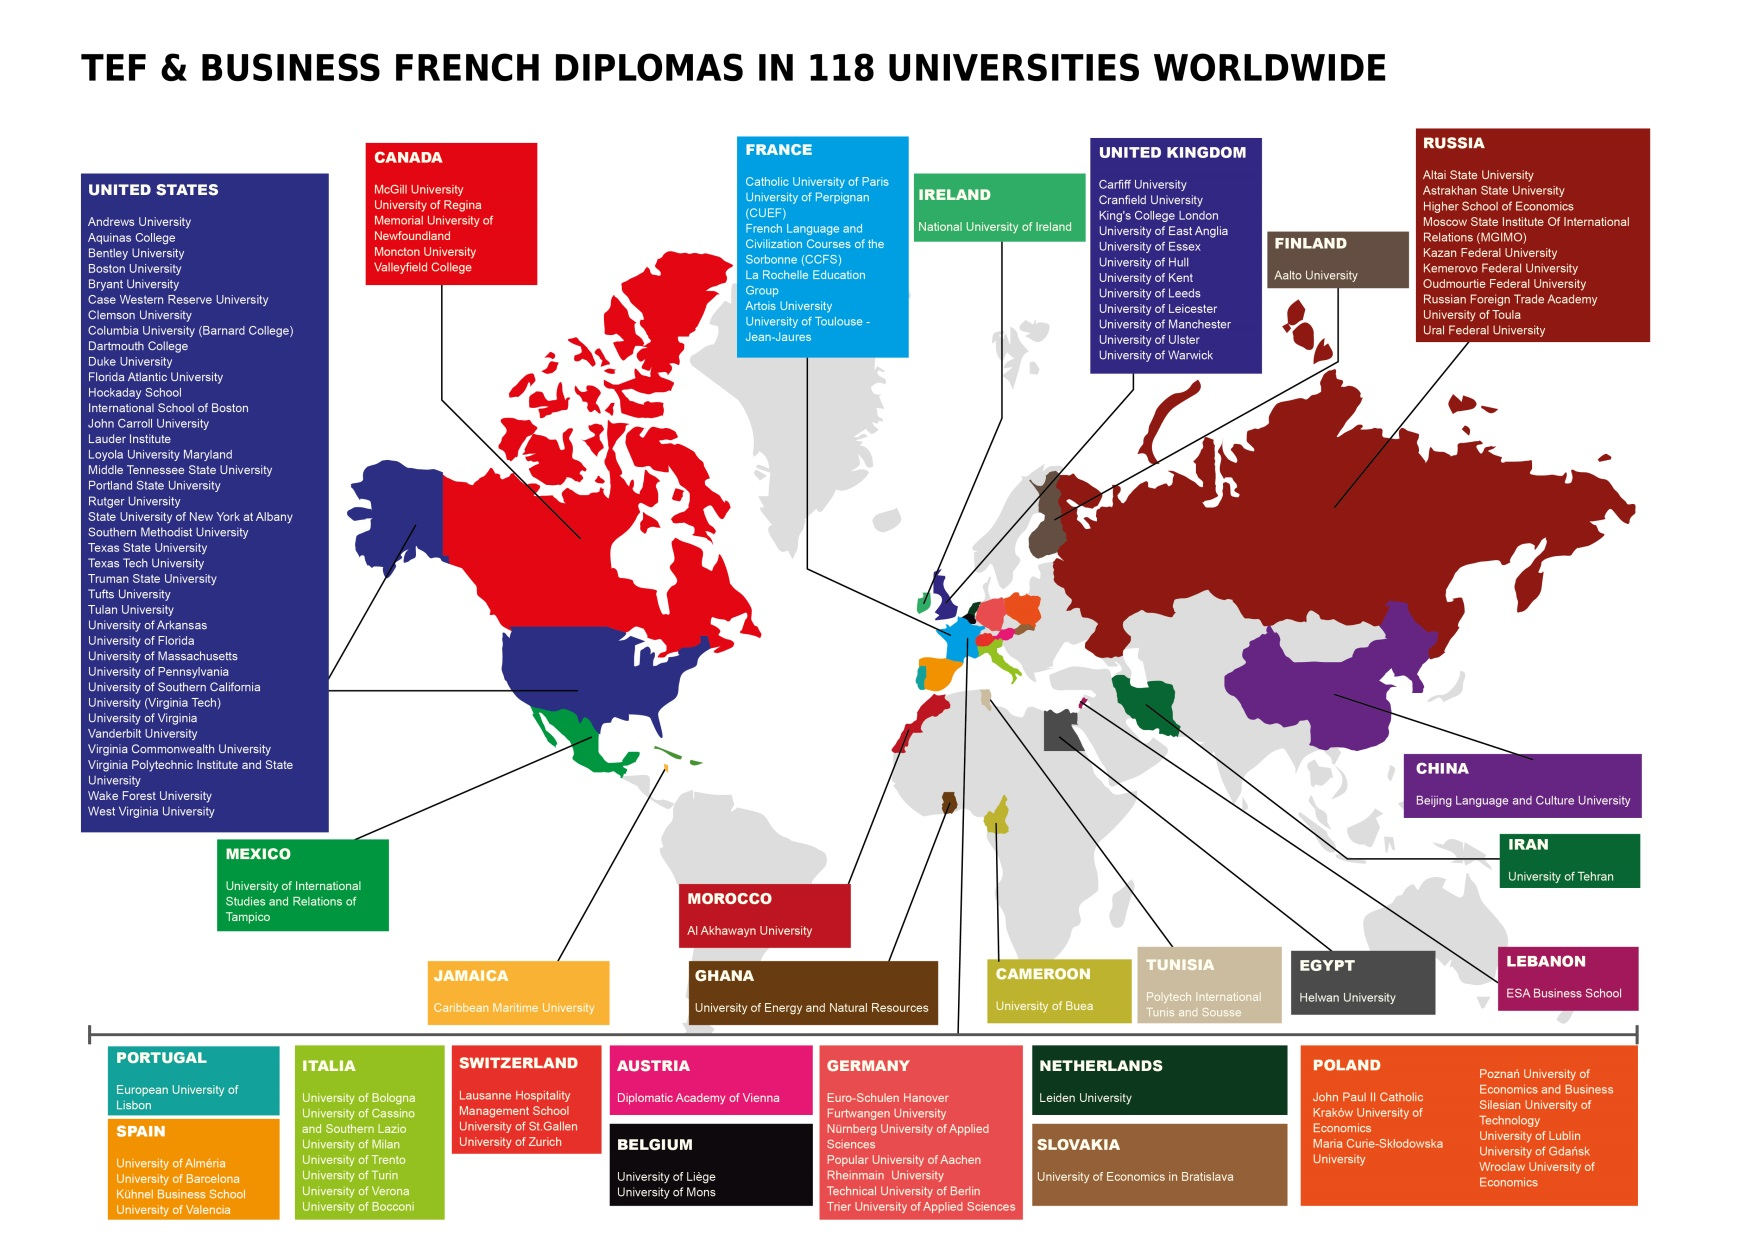 TEF & BUSINESS FRENCH DIPLOMAS IN 118 UNIVERSITIES WORLDWIDE
UNITED STATES
Andrews University
Aquinas College
Bentley University
Boston University
Bryant University
Case Western Reserve University
Clemson University
Columbia University (Barnard College)
Dartmouth College
Duke University
Florida Atlantic University
Hockaday School
International School of Boston
John Carroll University
Lauder Institute
Loyola University Maryland
Middle Tennessee State University
Portland State University
Rutger University
State University of New York at Albany
Southern Methodist University
Texas State University
Texas Tech University
Truman State University
Tufts University
Tulan University
University of Arkansas
University of Florida
University of Massachusetts
University of Pennsylvania
University of Southern California
University (Virginia Tech)
University of Virginia
Vanderbilt University
Virginia Commonwealth University
Virginia Polytechnic Institute and State
University
Wake Forest University
West Virginia University
CANADA
McGill University
University of Regina
Memorial University of
Newfoundland
Moncton University
Valleyfield College
FRANCE
Catholic University of Paris
University of Perpignan
(CUEF)
French Language and
Civilization Courses of the
Sorbonne (CCFS)
La Rochelle Education
Group
Artois University
University of Toulouse -
Jean-Jaures
IRELAND
National University of Ireland
UNITED KINGDOM
Carfiff University
Cranfield University
King's College London
University of East Anglia
University of Essex
University of Hull
University of Kent
University of Leeds
University of Leicester
University of Manchester
University of Ulster
University of Warwick
FINLAND
Aalto University
RUSSIA
Altai State University
Astrakhan State University
Higher School of Economics
Moscow State Institute Of International
Relations (MGIMO)
Kazan Federal University
Kemerovo Federal University
Oudmourtie Federal University
Russian Foreign Trade Academy
University of Toula
Ural Federal University
CHINA
Beijing Language and Culture University
IRAN
University of Tehran
MEXICO
University of International
Studies and Relations of
Tampico
JAMAICA
Caribbean Maritime University
MOROCCO
Al Akhawayn University
GHANA
University of Energy and Natural Resources
CAMEROON
University of Buea
TUNISIA
Polytech International
Tunis and Sousse
EGYPT
Helwan University
LEBANON
ESA Business School
PORTUGAL
European University of
Lisbon
SPAIN
University of Alméria
University of Barcelona
Kühnel Business School
University of Valencia
ITALIA
University of Bologna
University of Cassino
and Southern Lazio
University of Milan
University of Trento
University of Turin
University of Verona
University of Bocconi
SWITZERLAND
Lausanne Hospitality
Management School
University of St.Gallen
University of Zurich
AUSTRIA
Diplomatic Academy of Vienna
BELGIUM
University of Liège
University of Mons
GERMANY
Euro-Schulen Hanover
Furtwangen University
Nürnberg University of Applied
Sciences
Popular University of Aachen
Rheinmain University
Technical University of Berlin
Trier University of Applied Sciences
NETHERLANDS
Leiden University
SLOVAKIA
University of Economics in Bratislava
POLAND
John Paul II Catholic
Kraków University of
Economics
Maria Curie-Skłodowska
University
Poznań University of
Economics and Business
Silesian University of
Technology
University of Lublin
University of Gdańsk
Wroclaw University of
Economics